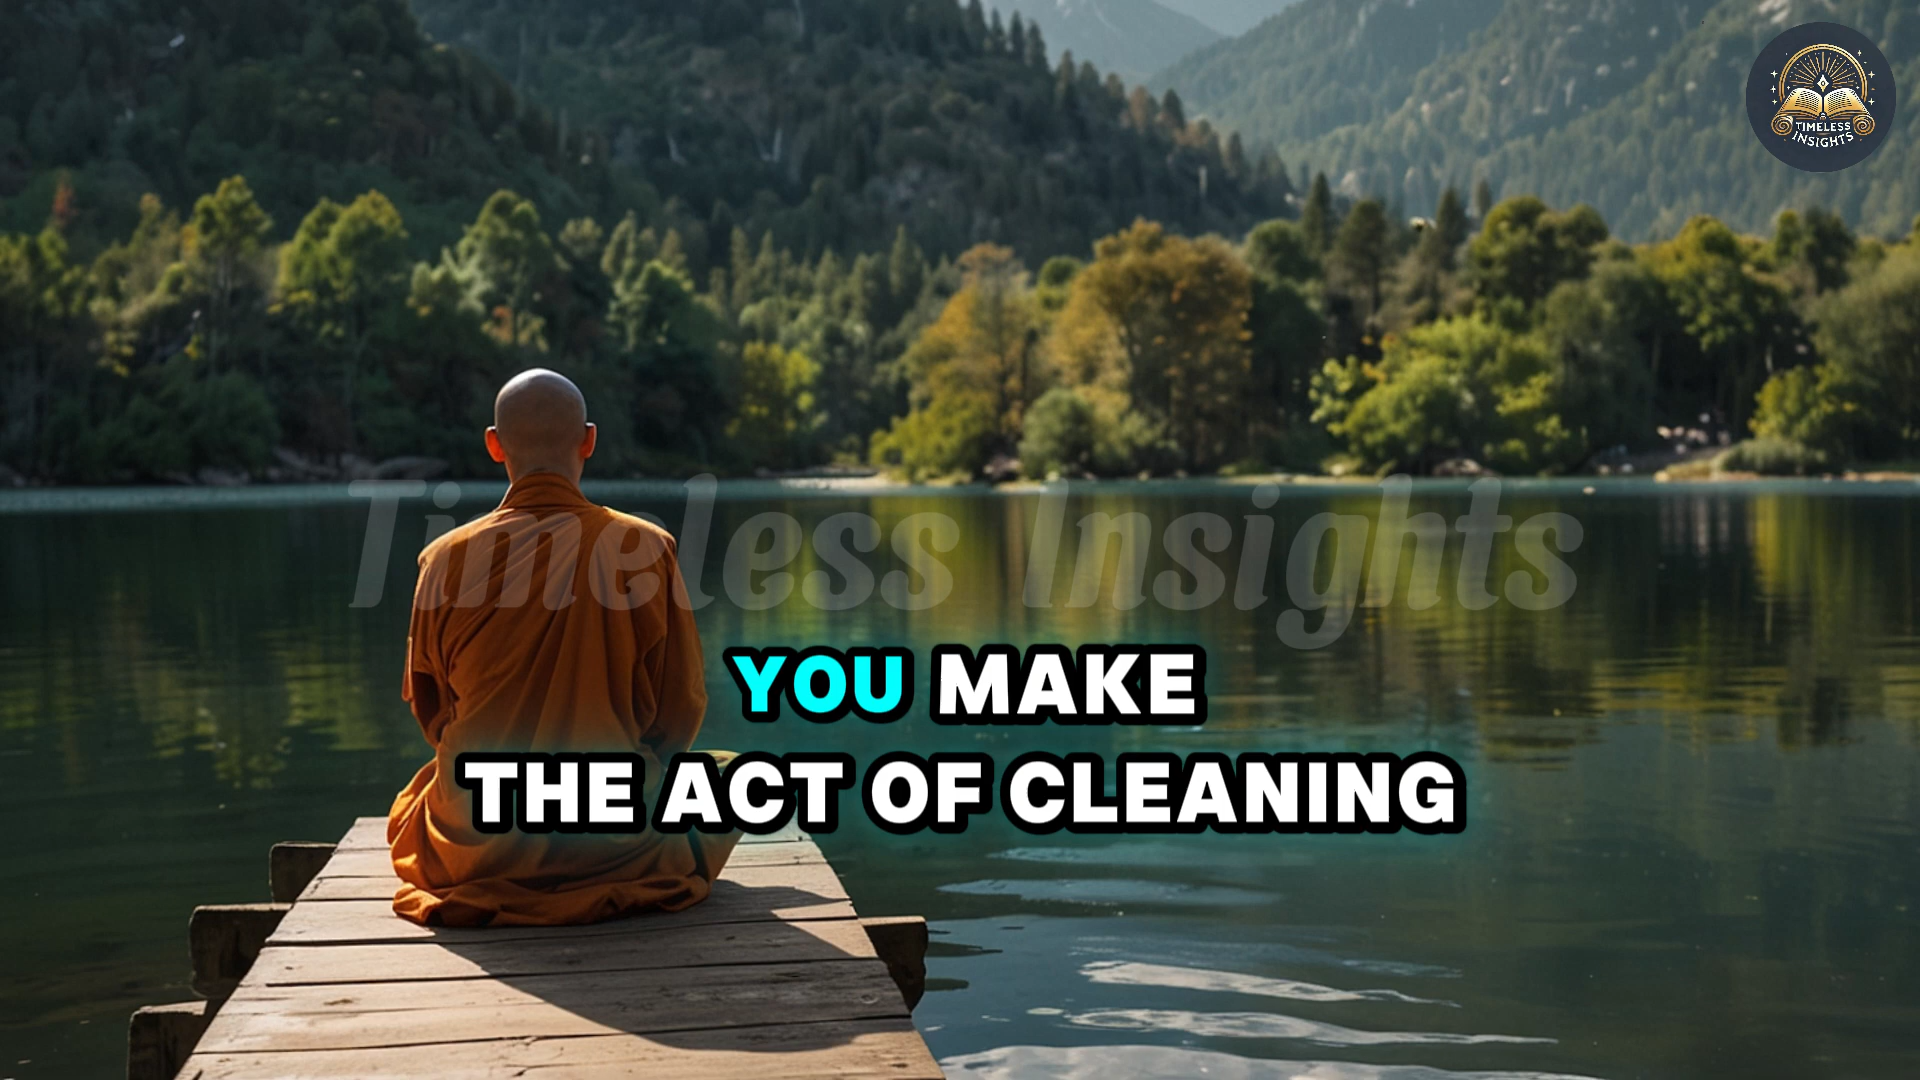 TIMELESS
INSIGHTS
Timeless Insights
YOU MAKE
THE ACT OF CLEANING